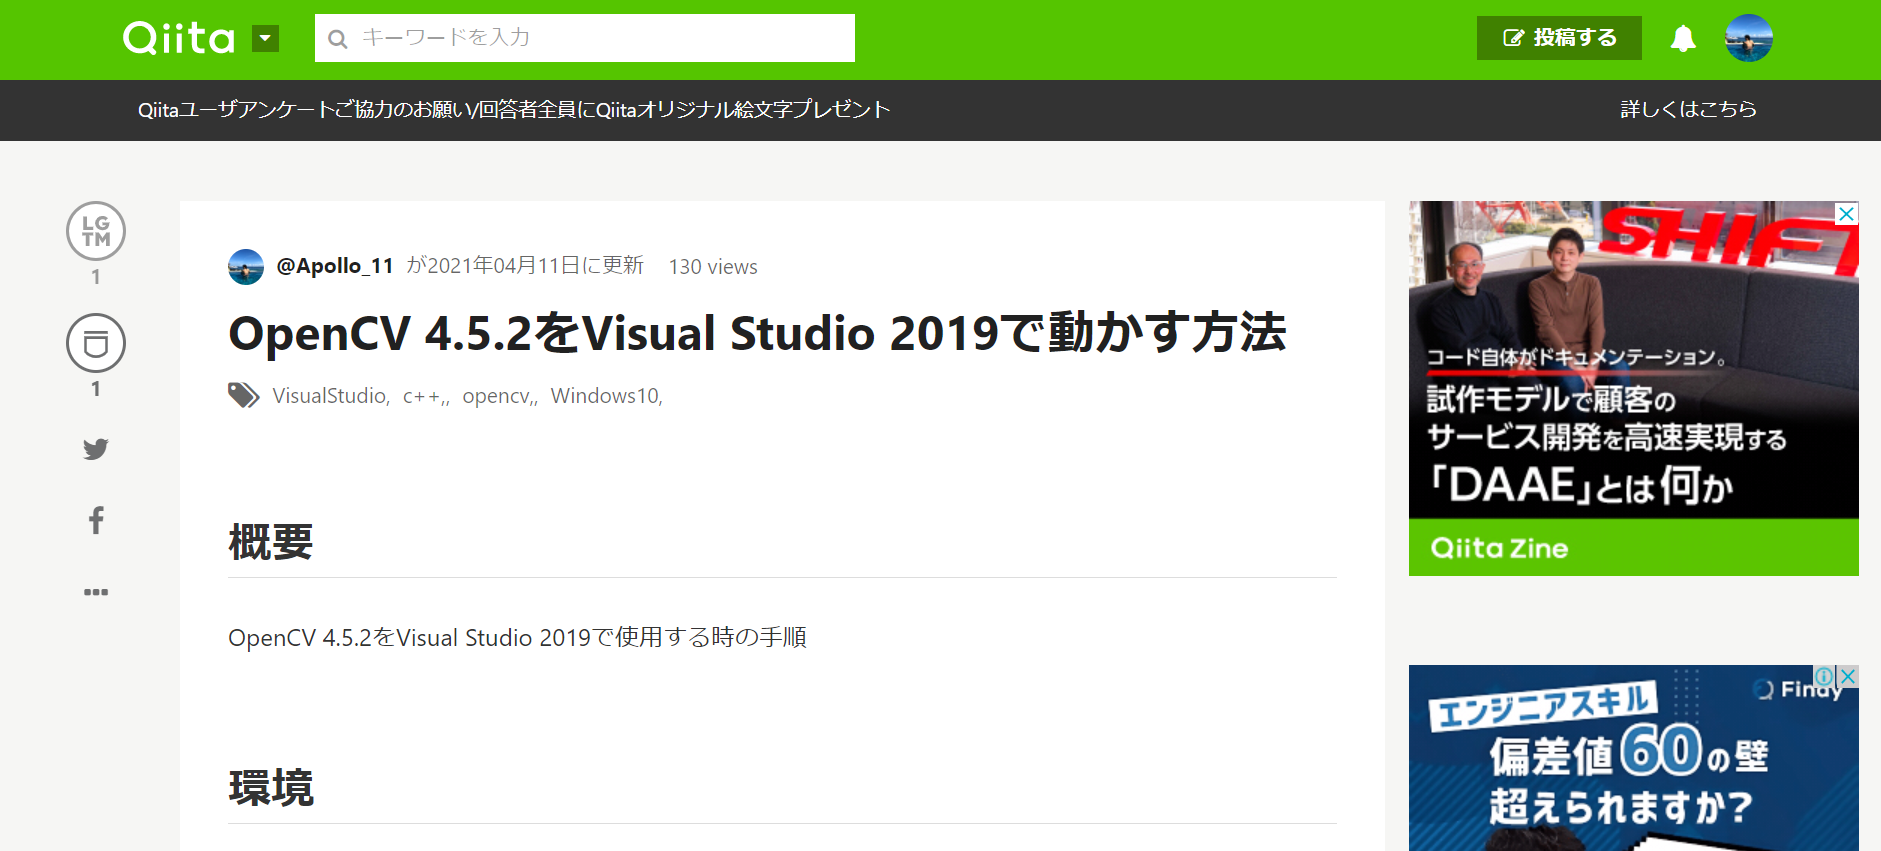 Qiita
キーワードを入力
投稿する
Qiitaユーザアンケートご協力のお願い/回答者全員にQiitaオリジナル絵文字プレゼント
詳しくはこちら
LG
TM
1
1
@Apollo_11 が2021年04月11日に更新 130 views
OpenCV 4.5.2をVisual Studio 2019で動かす方法
VisualStudio, c++,, opencv,, Windows10,
概要
OpenCV 4.5.2をVisual Studio 2019で使用する時の手順
環境
SHIFT
コード自体がドキュメンテーション。
試作モデルで顧客の
サービス開発を高速実現する
「DAAE」とは何か
Qiita Zine
Findy
エンジニアスキル
偏差値60の壁
超えられますか?